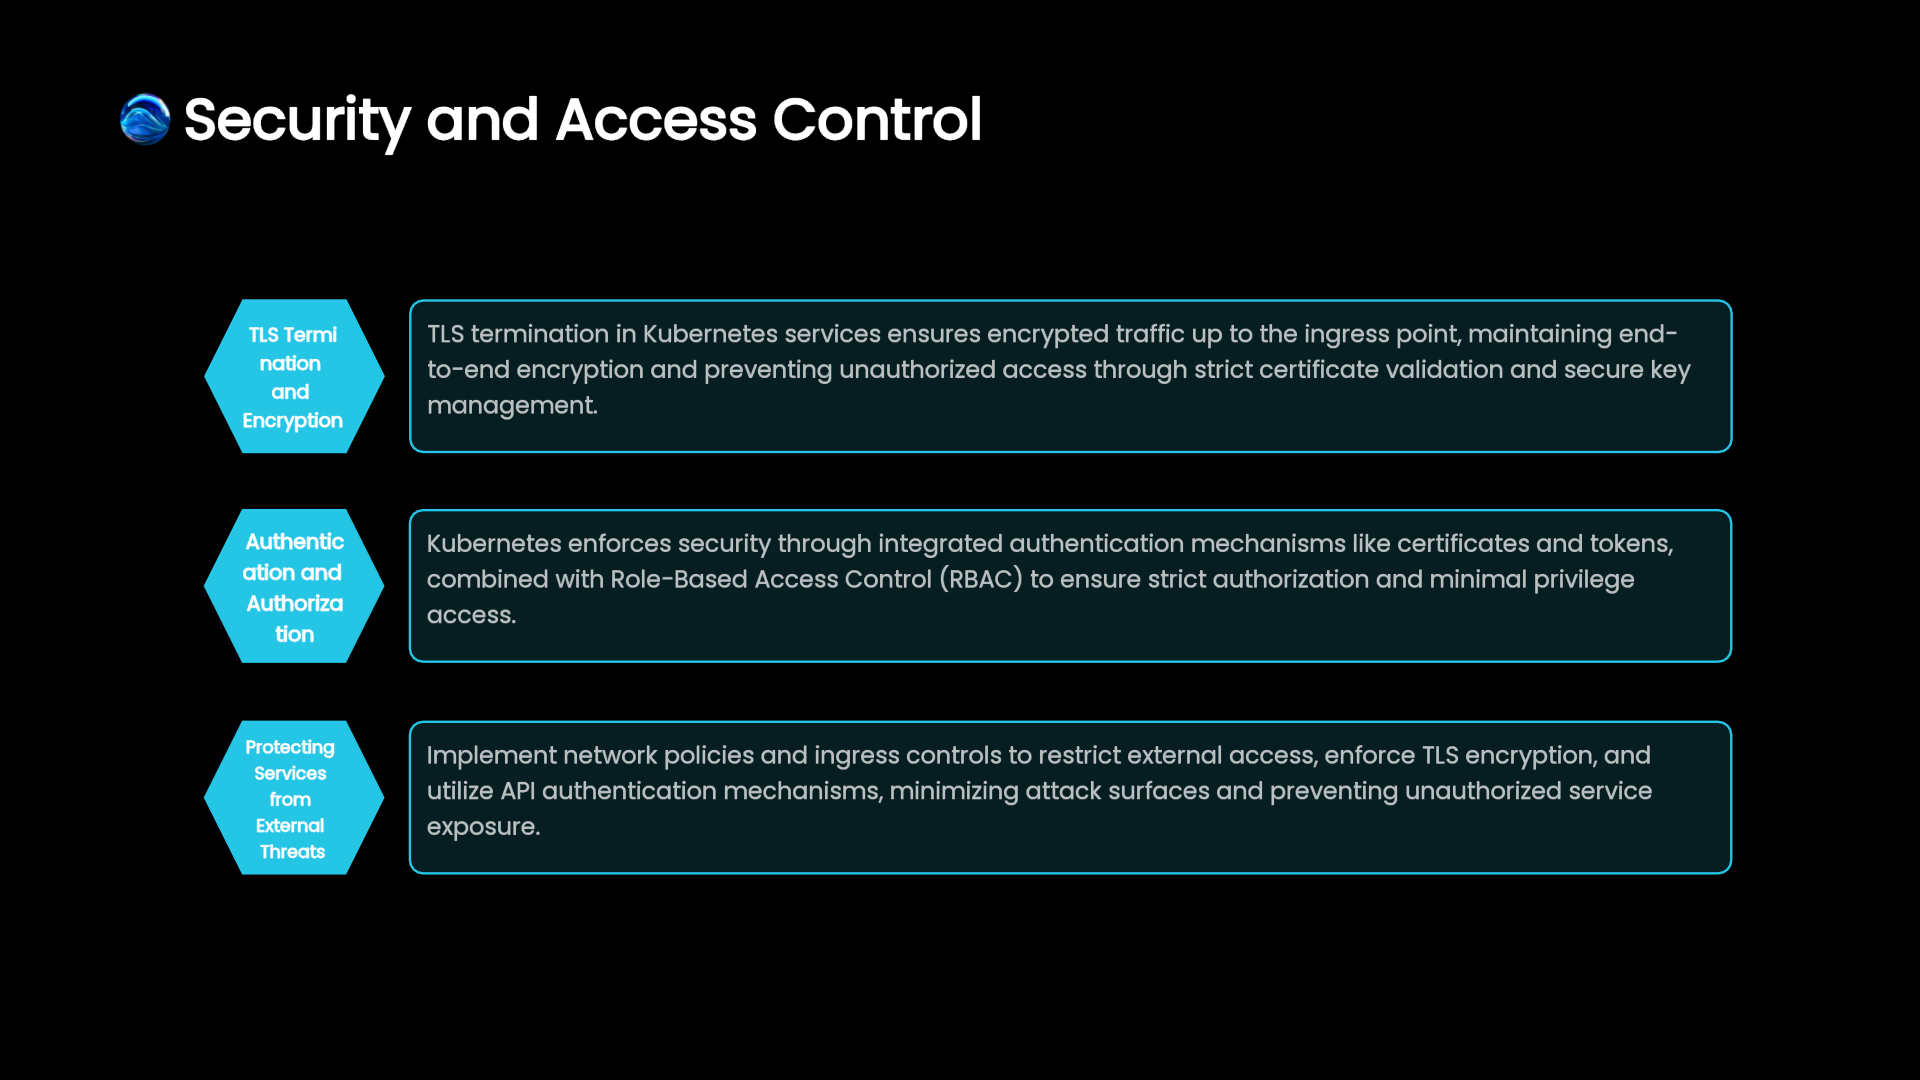 Security and Access Control
TLS Termi
nation
and
Encryption
TLS termination in Kubernetes services ensures encrypted traffic up to the ingress point, maintaining end-
to-end encryption and preventing unauthorized access through strict certificate validation and secure key
management.
Authentic
ation and
Authoriza
tion
Kubernetes enforces security through integrated authentication mechanisms like certificates and tokens,
combined with Role-Based Access Control (RBAC) to ensure strict authorization and minimal privilege
access.
Protecting
Services
from
External
Threats
Implement network policies and ingress controls to restrict external access, enforce TLS encryption, and
utilize API authentication mechanisms, minimizing attack surfaces and preventing unauthorized service
exposure.